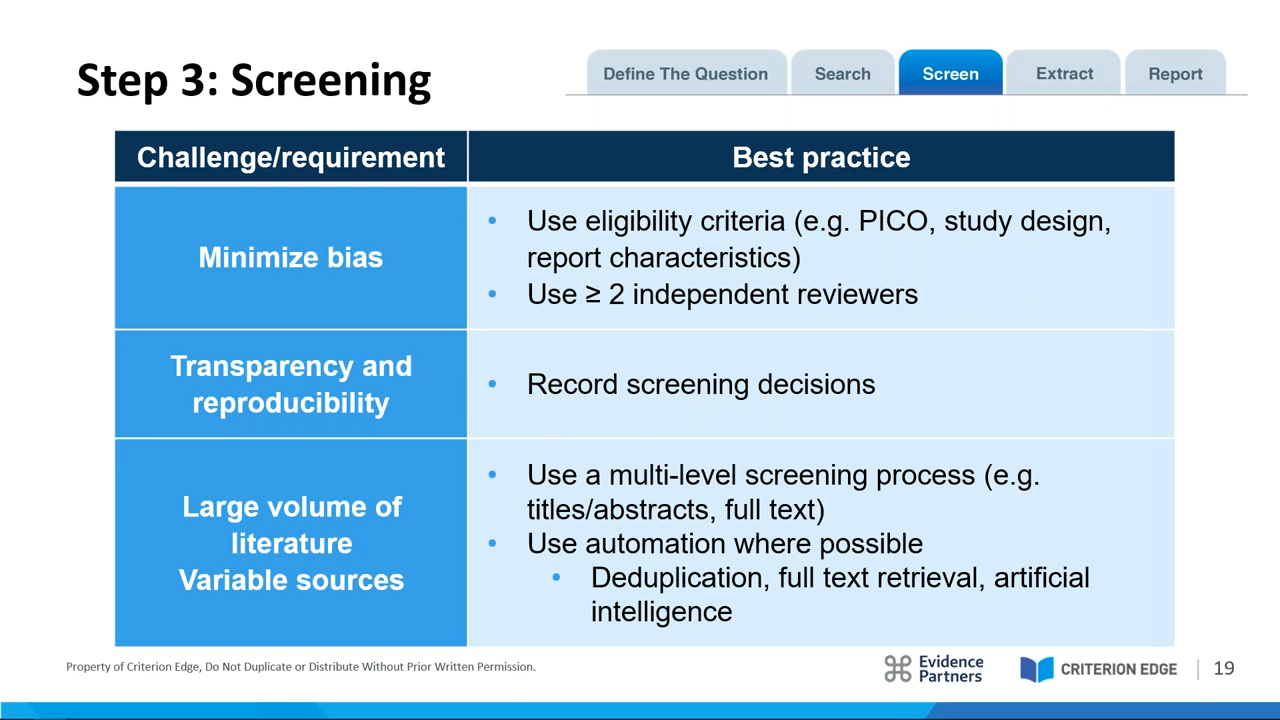 Step 3: Screening
Define The Question
Search
Screen
Extract
Report
Challenge/requirement
Best practice
Minimize bias
• Use eligibility criteria (e.g. PICO, study design,
report characteristics)
• Use ≥ 2 independent reviewers
Transparency and
reproducibility
• Record screening decisions
Large volume of
literature
Variable sources
• Use a multi-level screening process (e.g.
titles/abstracts, full text)
• Use automation where possible
• Deduplication, full text retrieval, artificial
intelligence
Property of Criterion Edge, Do Not Duplicate or Distribute Without Prior Written Permission.
Evidence
Partners
CRITERION EDGE
19